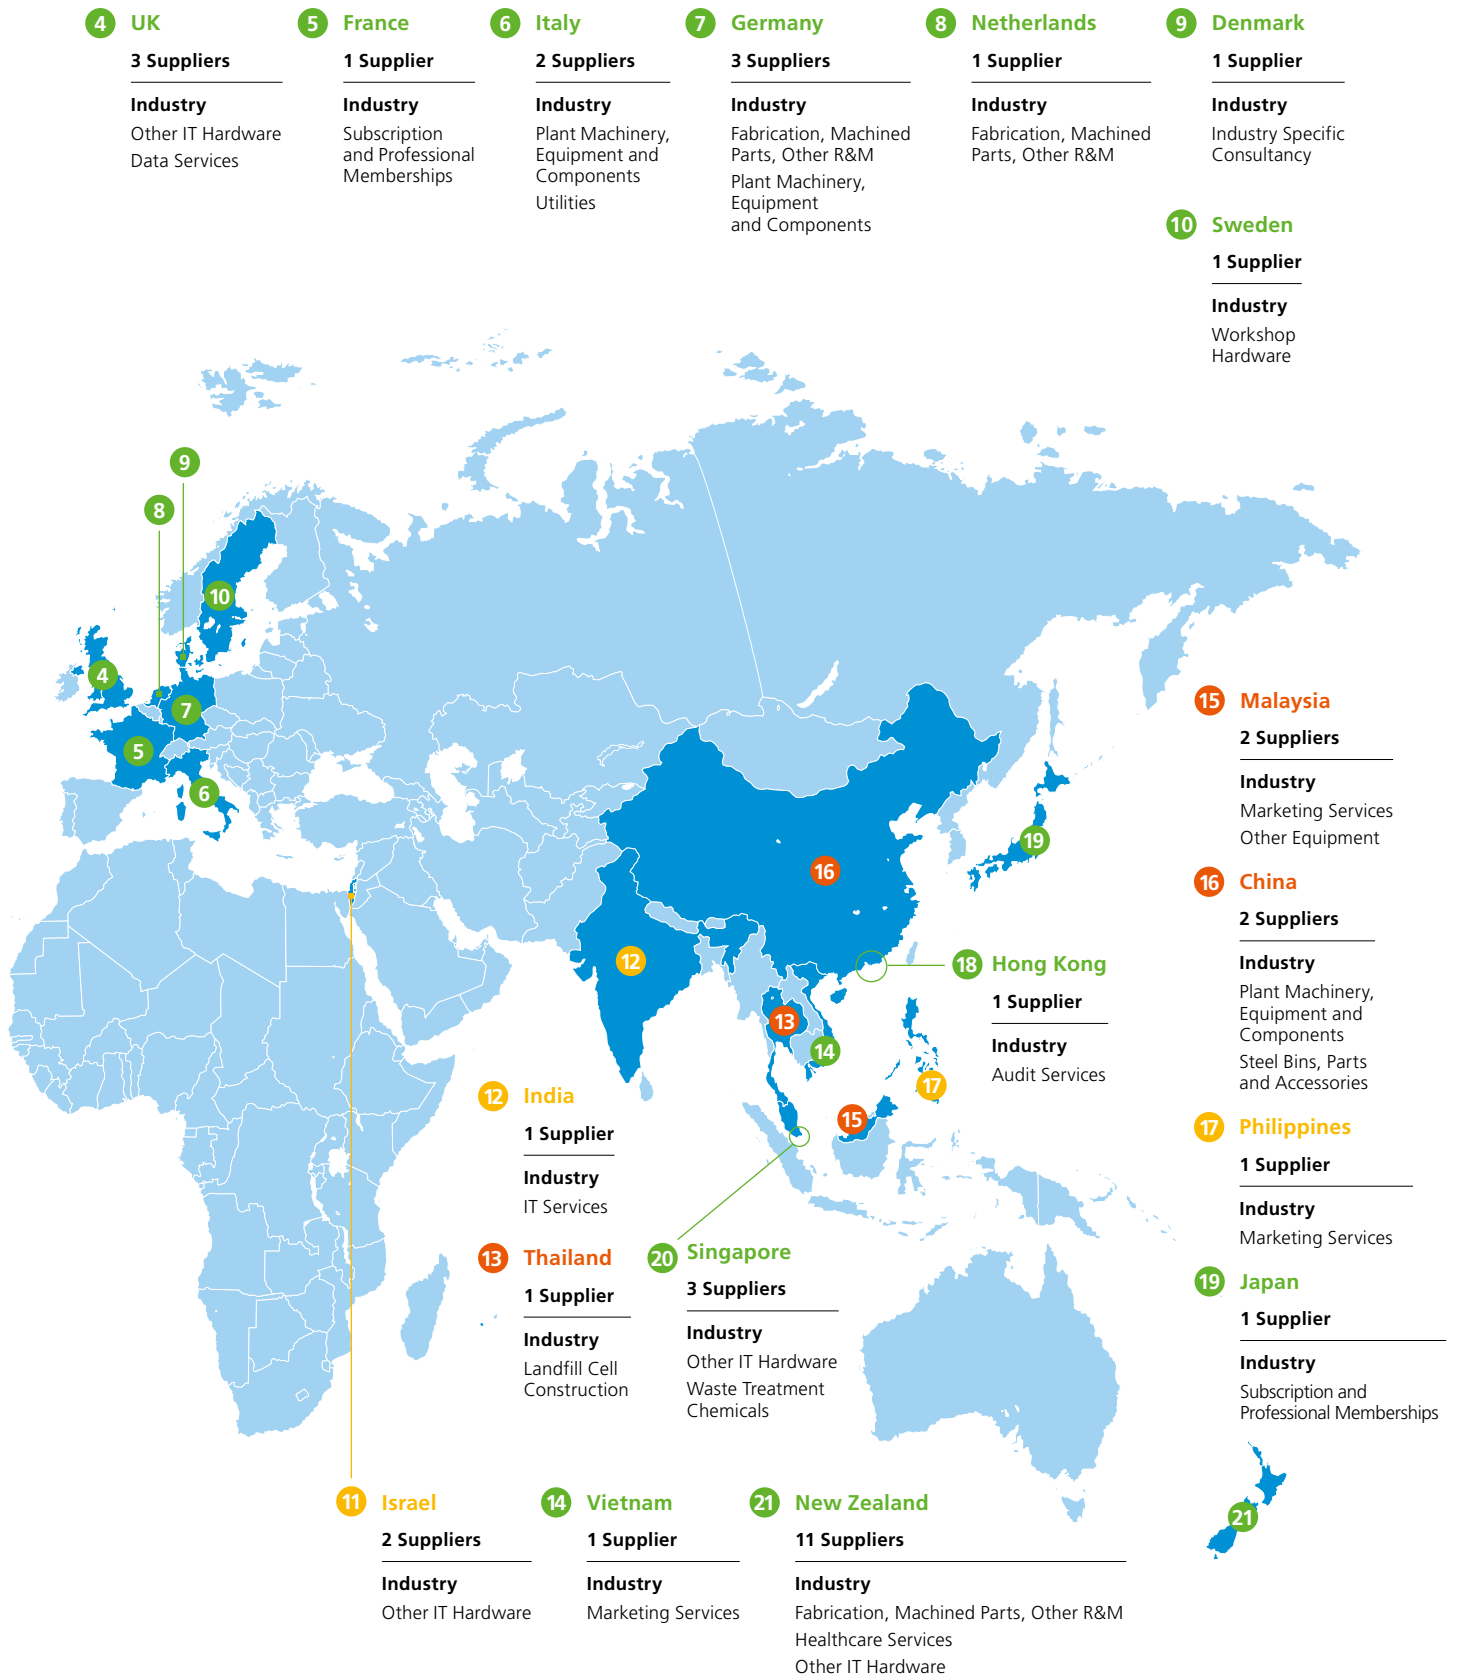 4 UK
3 Suppliers
Industry
Other IT Hardware
Data Services
5 France
1 Supplier
Industry
Subscription
and Professional
Memberships
6 Italy
2 Suppliers
Industry
Plant Machinery,
Equipment and
Components
Utilities
7 Germany
3 Suppliers
Industry
Fabrication, Machined
Parts, Other R&M
Plant Machinery,
Equipment
and Components
8 Netherlands
1 Supplier
Industry
Fabrication, Machined
Parts, Other R&M
9 Denmark
1 Supplier
Industry
Industry Specific
Consultancy
10 Sweden
1 Supplier
Industry
Workshop
Hardware
9
8
10
4
7
5
6
19
16
12
13
14
17
15
21
15 Malaysia
2 Suppliers
Industry
Marketing Services
Other Equipment
16 China
2 Suppliers
Industry
Plant Machinery,
Equipment and
Components
Steel Bins, Parts
and Accessories
18 Hong Kong
1 Supplier
Industry
Audit Services
17 Philippines
1 Supplier
Industry
Marketing Services
12 India
1 Supplier
Industry
IT Services
13 Thailand
1 Supplier
Industry
Landfill Cell
Construction
20 Singapore
3 Suppliers
Industry
Other IT Hardware
Waste Treatment
Chemicals
19 Japan
1 Supplier
Industry
Subscription and
Professional Memberships
11 Israel
2 Suppliers
Industry
Other IT Hardware
14 Vietnam
1 Supplier
Industry
Marketing Services
21 New Zealand
11 Suppliers
Industry
Fabrication, Machined Parts, Other R&M
Healthcare Services
Other IT Hardware